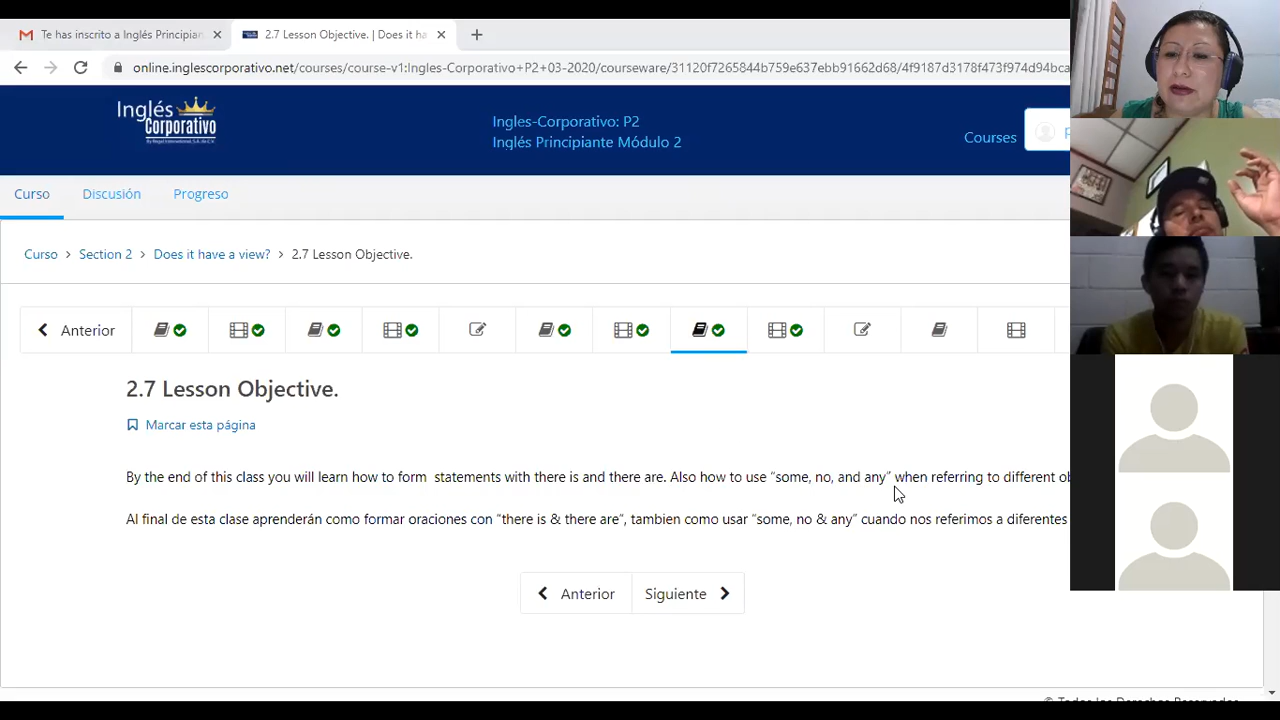 Te has inscrito a Inglés Principian
2.7 Lesson Objective. | Does it ha
online.inglescorporativo.net/courses/course-v1:Ingles-Corporativo+P2+03-2020/courseware/31120f7265844b759e637ebb91662d68/4f9187d3178f473f974d94bca
Inglés
Corporativo
Ingles-Corporativo: P2
Inglés Principiante Módulo 2
Courses
Curso
Discusión
Progreso
Curso > Section 2 > Does it have a view? > 2.7 Lesson Objective.
Anterior
2.7 Lesson Objective.
Marcar esta página
By the end of this class you will learn how to form statements with there is and there are. Also how to use “some, no, and any” when referring to different ob
Al final de esta clase aprenderán como formar oraciones con “there is & there are”, tambien como usar “some, no & any” cuando nos referimos a diferentes
Anterior
Siguiente